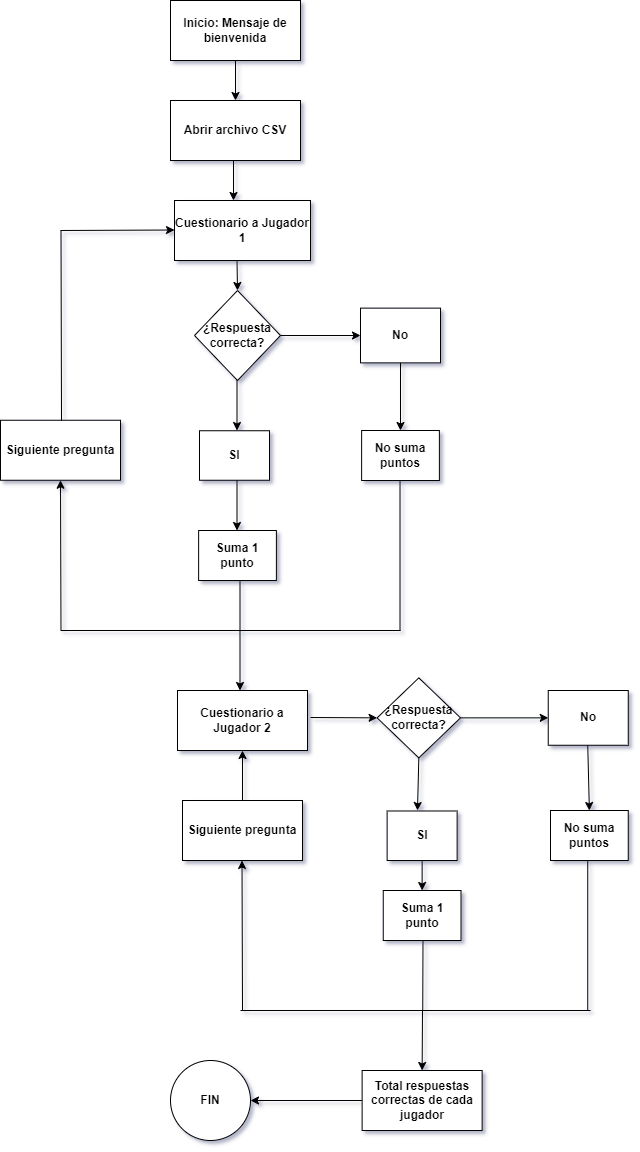 Inicio: Mensaje de
bienvenida
Abrir archivo CSV
Cuestionario a Jugador
1
¿Respuesta
correcta?
No
Siguiente pregunta
SI
No suma
puntos
Suma 1
punto
Cuestionario a
Jugador 2
¿Respuesta
correcta?
No
Siguiente pregunta
SI
No suma
puntos
Suma 1
punto
Total respuestas
correctas de cada
jugador
FIN